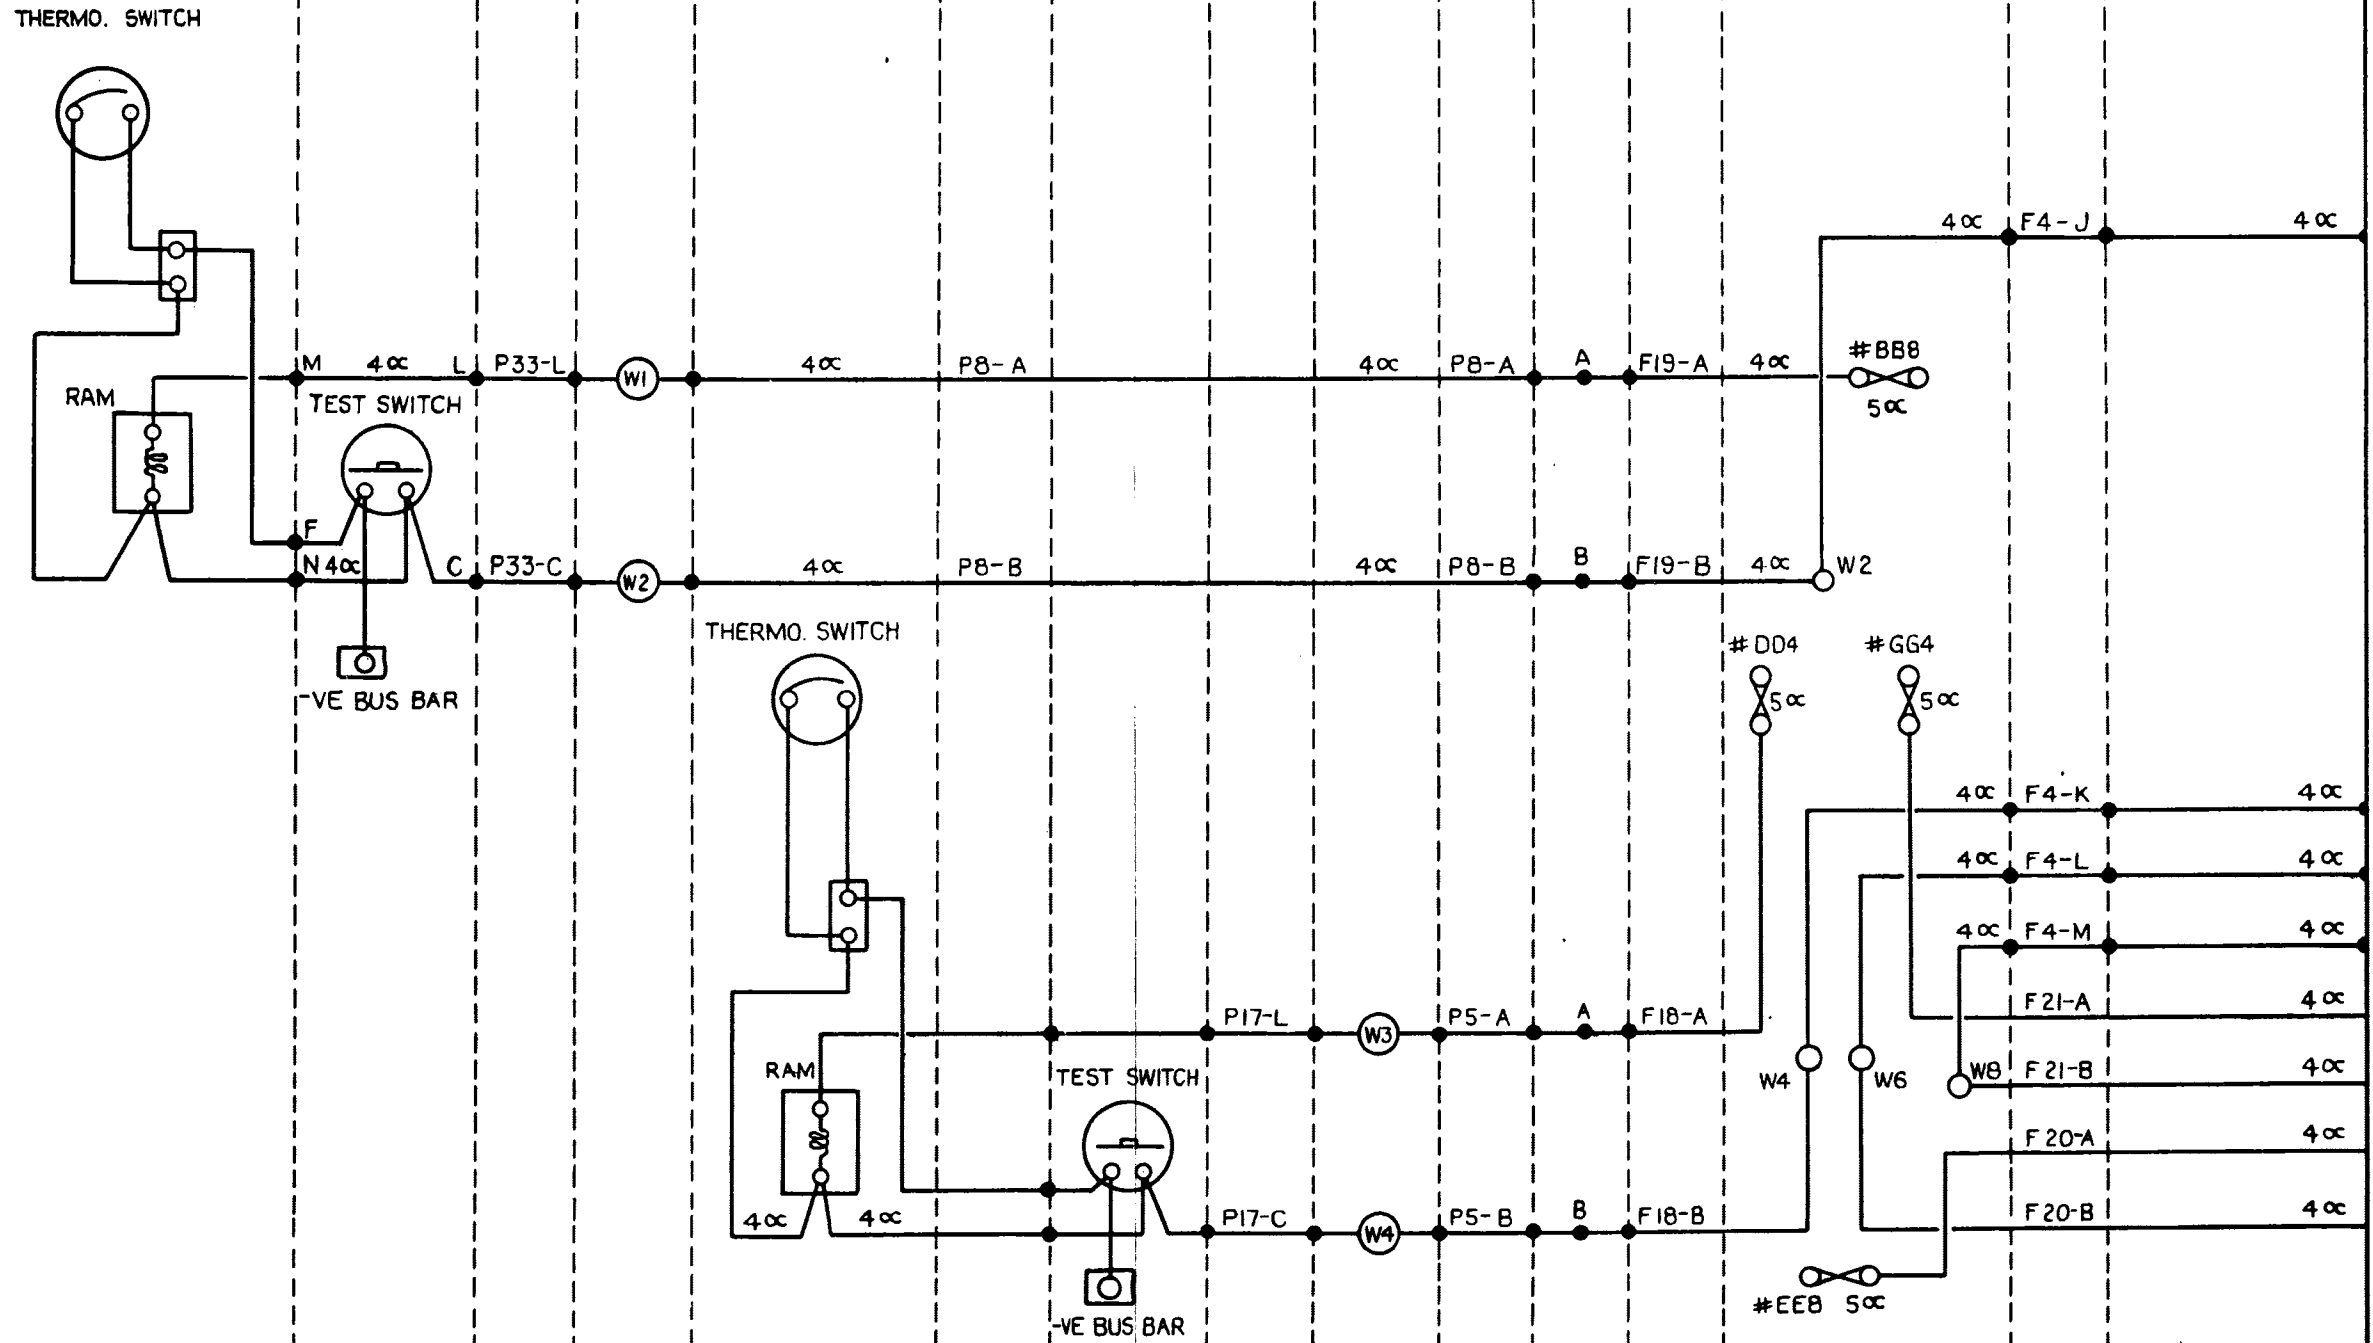 THERMO. SWITCH
4∝ F4-J 4∝
#BB8
M 4∝ L P33-L W1 4∝ P8-A 4∝ P8-A A F19-A 4∝
5∝
RAM TEST SWITCH
F
N 4∝ C P33-C W2 4∝ P8-B 4∝ P8-B B F19-B 4∝ W2
THERMO. SWITCH
#DD4 #GG4
-VE BUS BAR
5∝ 5∝
4∝ F4-K 4∝
4∝ F4-L 4∝
4∝ F4-M 4∝
F21-A 4∝
P17-L W3 P5-A A F18-A
RAM TEST SWITCH
W4 W6 W8 F21-B 4∝
F20-A 4∝
4∝ 4∝ P17-C W4 P5-B B F18-B F20-B 4∝
#EE8 5∝
-VE BUS BAR